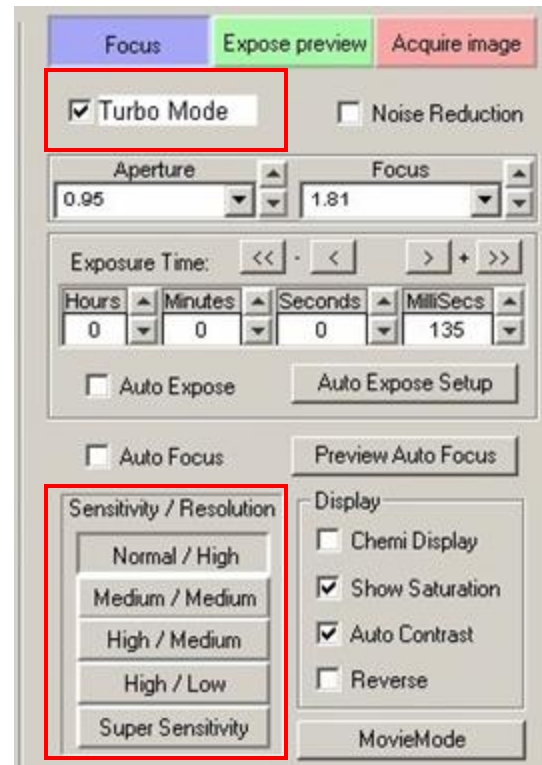 Focus Expose preview Acquire image
Turbo Mode Noise Reduction
Aperture Focus
0.95 1.81
Exposure Time: << - < > + >>
Hours Minutes Seconds MilliSecs
0 0 0 135
Auto Expose Auto Expose Setup
Auto Focus Preview Auto Focus
Sensitivity / Resolution
Normal / High
Medium / Medium
High / Medium
High / Low
Super Sensitivity
Display
Chemi Display
Show Saturation
Auto Contrast
Reverse
MovieMode